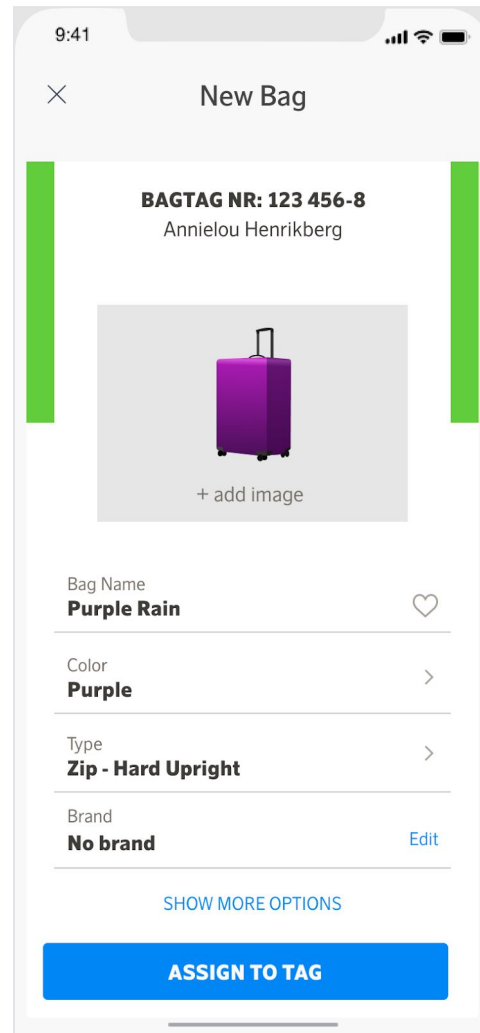 9:41
New Bag
BAGTAG NR: 123 456-8
Annielou Henrikberg
+ add image
Bag Name
Purple Rain
Color
Purple
Type
Zip - Hard Upright
Brand
No brand
Edit
SHOW MORE OPTIONS
ASSIGN TO TAG